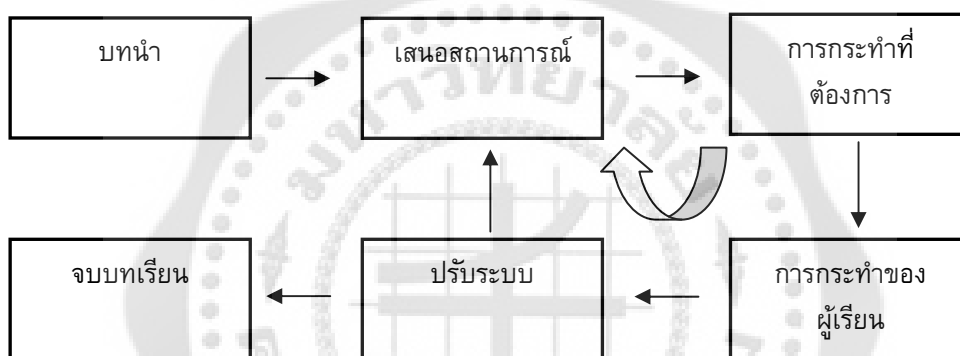 บทนำ
เสนอสถานการณ์
การกระทำที่
ต้องการ
จบบทเรียน
ปรับระบบ
การกระทำของ
ผู้เรียน